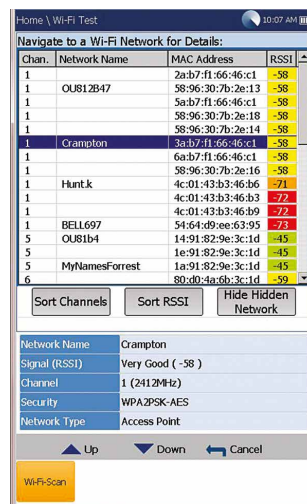 Home \ Wi-Fi Test 10:07 AM
Navigate to a Wi-Fi Network for Details:
Chan. Network Name MAC Address RSSI
1 2a:b7:f1:66:46:c1 -58
1 OU812B47 58:96:30:7b:2e:13 -58
1 5a:b7:f1:66:46:c1 -58
1 58:96:30:7b:2e:18 -58
1 58:96:30:7b:2e:14 -58
1 Crampton 3a:b7:f1:66:46:c1 -58
1 6a:b7:f1:66:46:c1 -58
1 58:96:30:7b:2e:16 -58
1 Hunt.k 4c:01:43:b3:46:b6 -71
1 4c:01:43:b3:46:b3 -72
1 4c:01:43:b3:46:b9 -72
1 BELL697 54:64:d9:ee:63:95 -73
5 OU81b4 14:91:82:9e:3c:1d -45
5 1e:91:82:9e:3c:1d -45
5 MyNamesForrest 1a:91:82:9e:3c:1d -45
6 80:d0:4a:6b:3c:1d -59
Sort Channels Sort RSSI Hide Hidden
Network
Network Name Crampton
Signal (RSSI) Very Good ( -58 )
Channel 1 (2412MHz)
Security WPA2PSK-AES
Network Type Access Point
Up Down Cancel
Wi-Fi-Scan